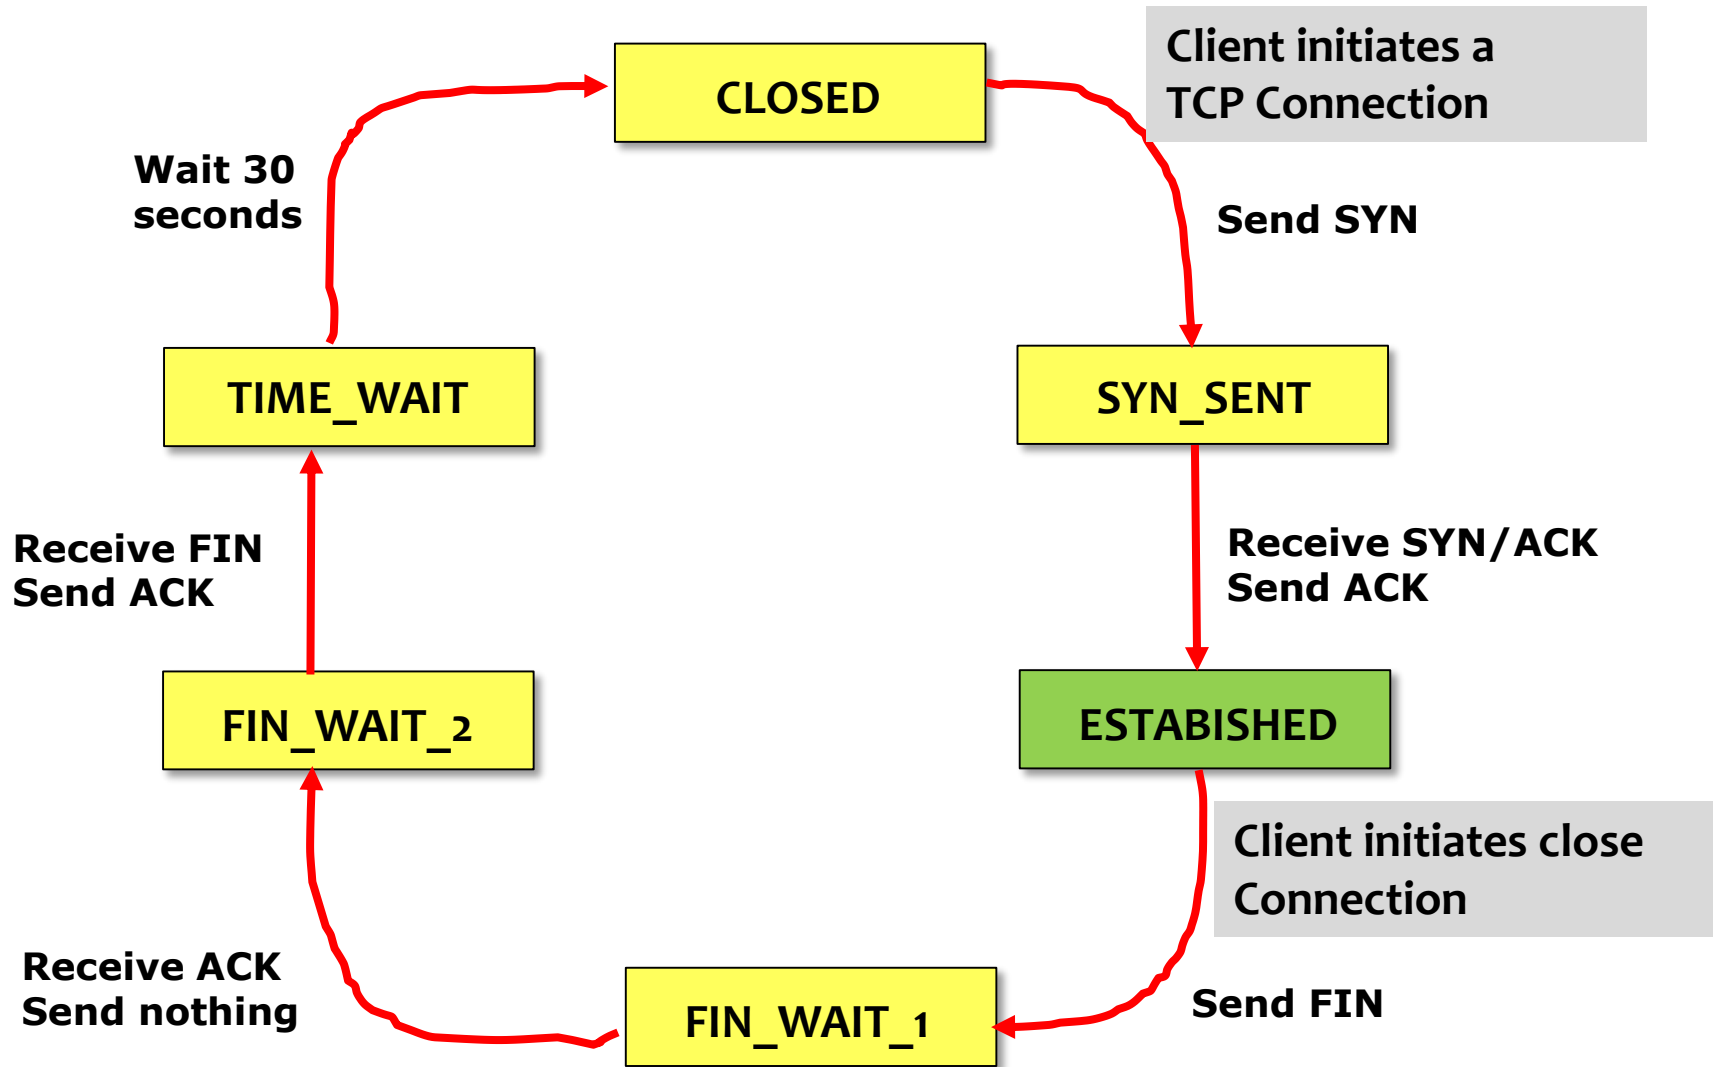 CLOSED
Client initiates a
TCP Connection
Wait 30
seconds
Send SYN
TIME_WAIT
SYN_SENT
Receive FIN
Send ACK
Receive SYN/ACK
Send ACK
FIN_WAIT_2
ESTABISHED
Client initiates close
Connection
Receive ACK
Send nothing
FIN_WAIT_1
Send FIN